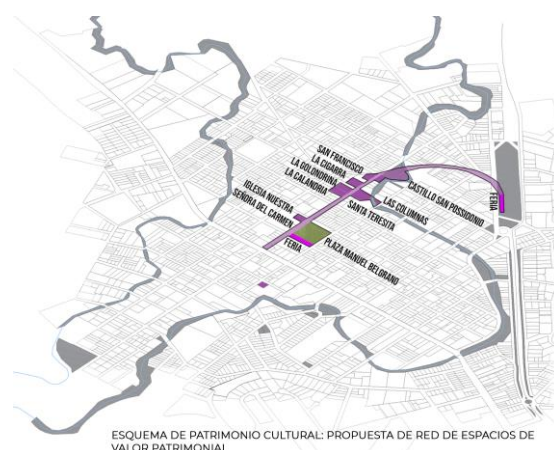 SAN FRANCISCO
LA CIGARRA
LA GOLONDRINA
LA CALANDRIA
CASTILLO SAN POSSIDONIO
LAS COLUMNAS
SANTA TERESITA
FERIA
IGLESIA NUESTRA
SEÑORA DEL CARMEN
PLAZA MANUEL BELGRANO
FERIA
ESQUEMA DE PATRIMONIO CULTURAL: PROPUESTA DE RED DE ESPACIOS DE
VALOR PATRIMONIAL